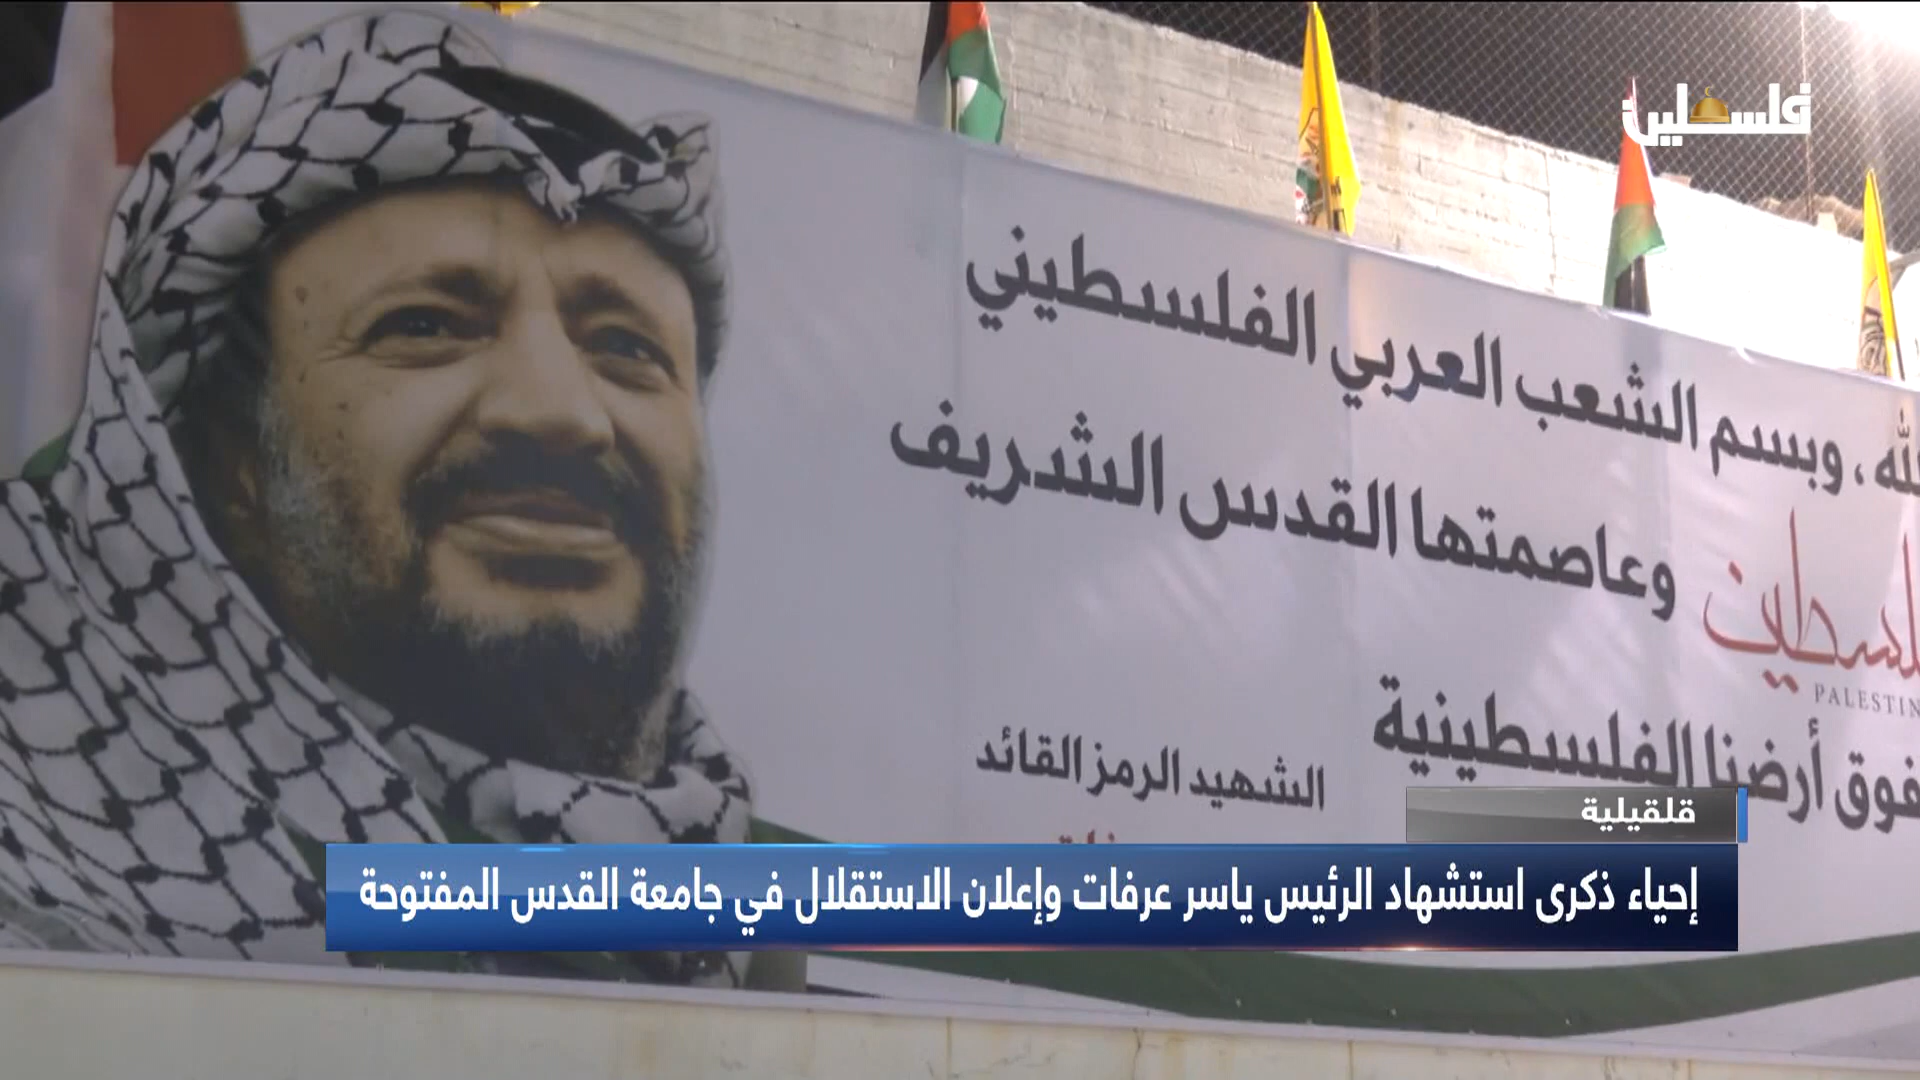 فلسطين
لله، وبسم الشعب العربي الفلسطيني
فلسطين وعاصمتها القدس الشريف
PALESTIN
فوق أرضنا الفلسطينية
الشهيد الرمز القائد
قلقيلية
إحياء ذكرى استشهاد الرئيس ياسر عرفات وإعلان الاستقلال في جامعة القدس المفتوحة